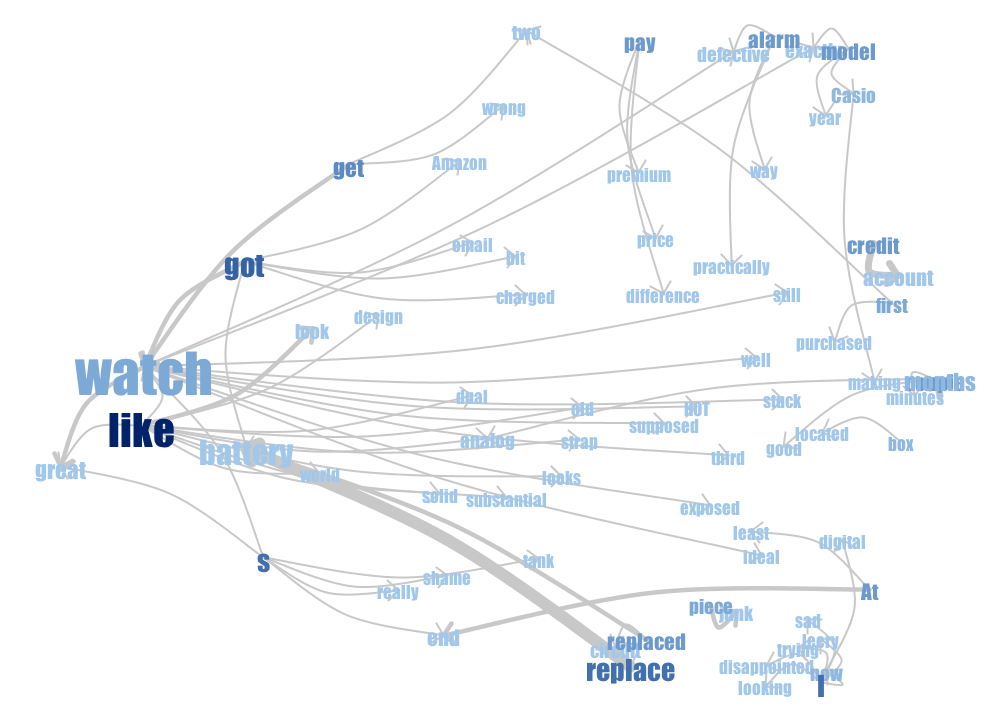 two
pay
alarm
defective
exactly
model
Casio
wrong
year
Amazon
get
premium
way
email
price
credit
got
bit
practically
account
charged
difference
still
first
look
design
purchased
watch
well
making
months
dual
old
NOT
stuck
minutes
like
supposed
great
battery
analog
strap
third
good
located
box
world
looks
solid
substantial
exposed
least
digital
s
tank
ideal
really
shame
At
end
piece
junk
sad
replaced
leery
trying
replace
disappointed
now
looking
I